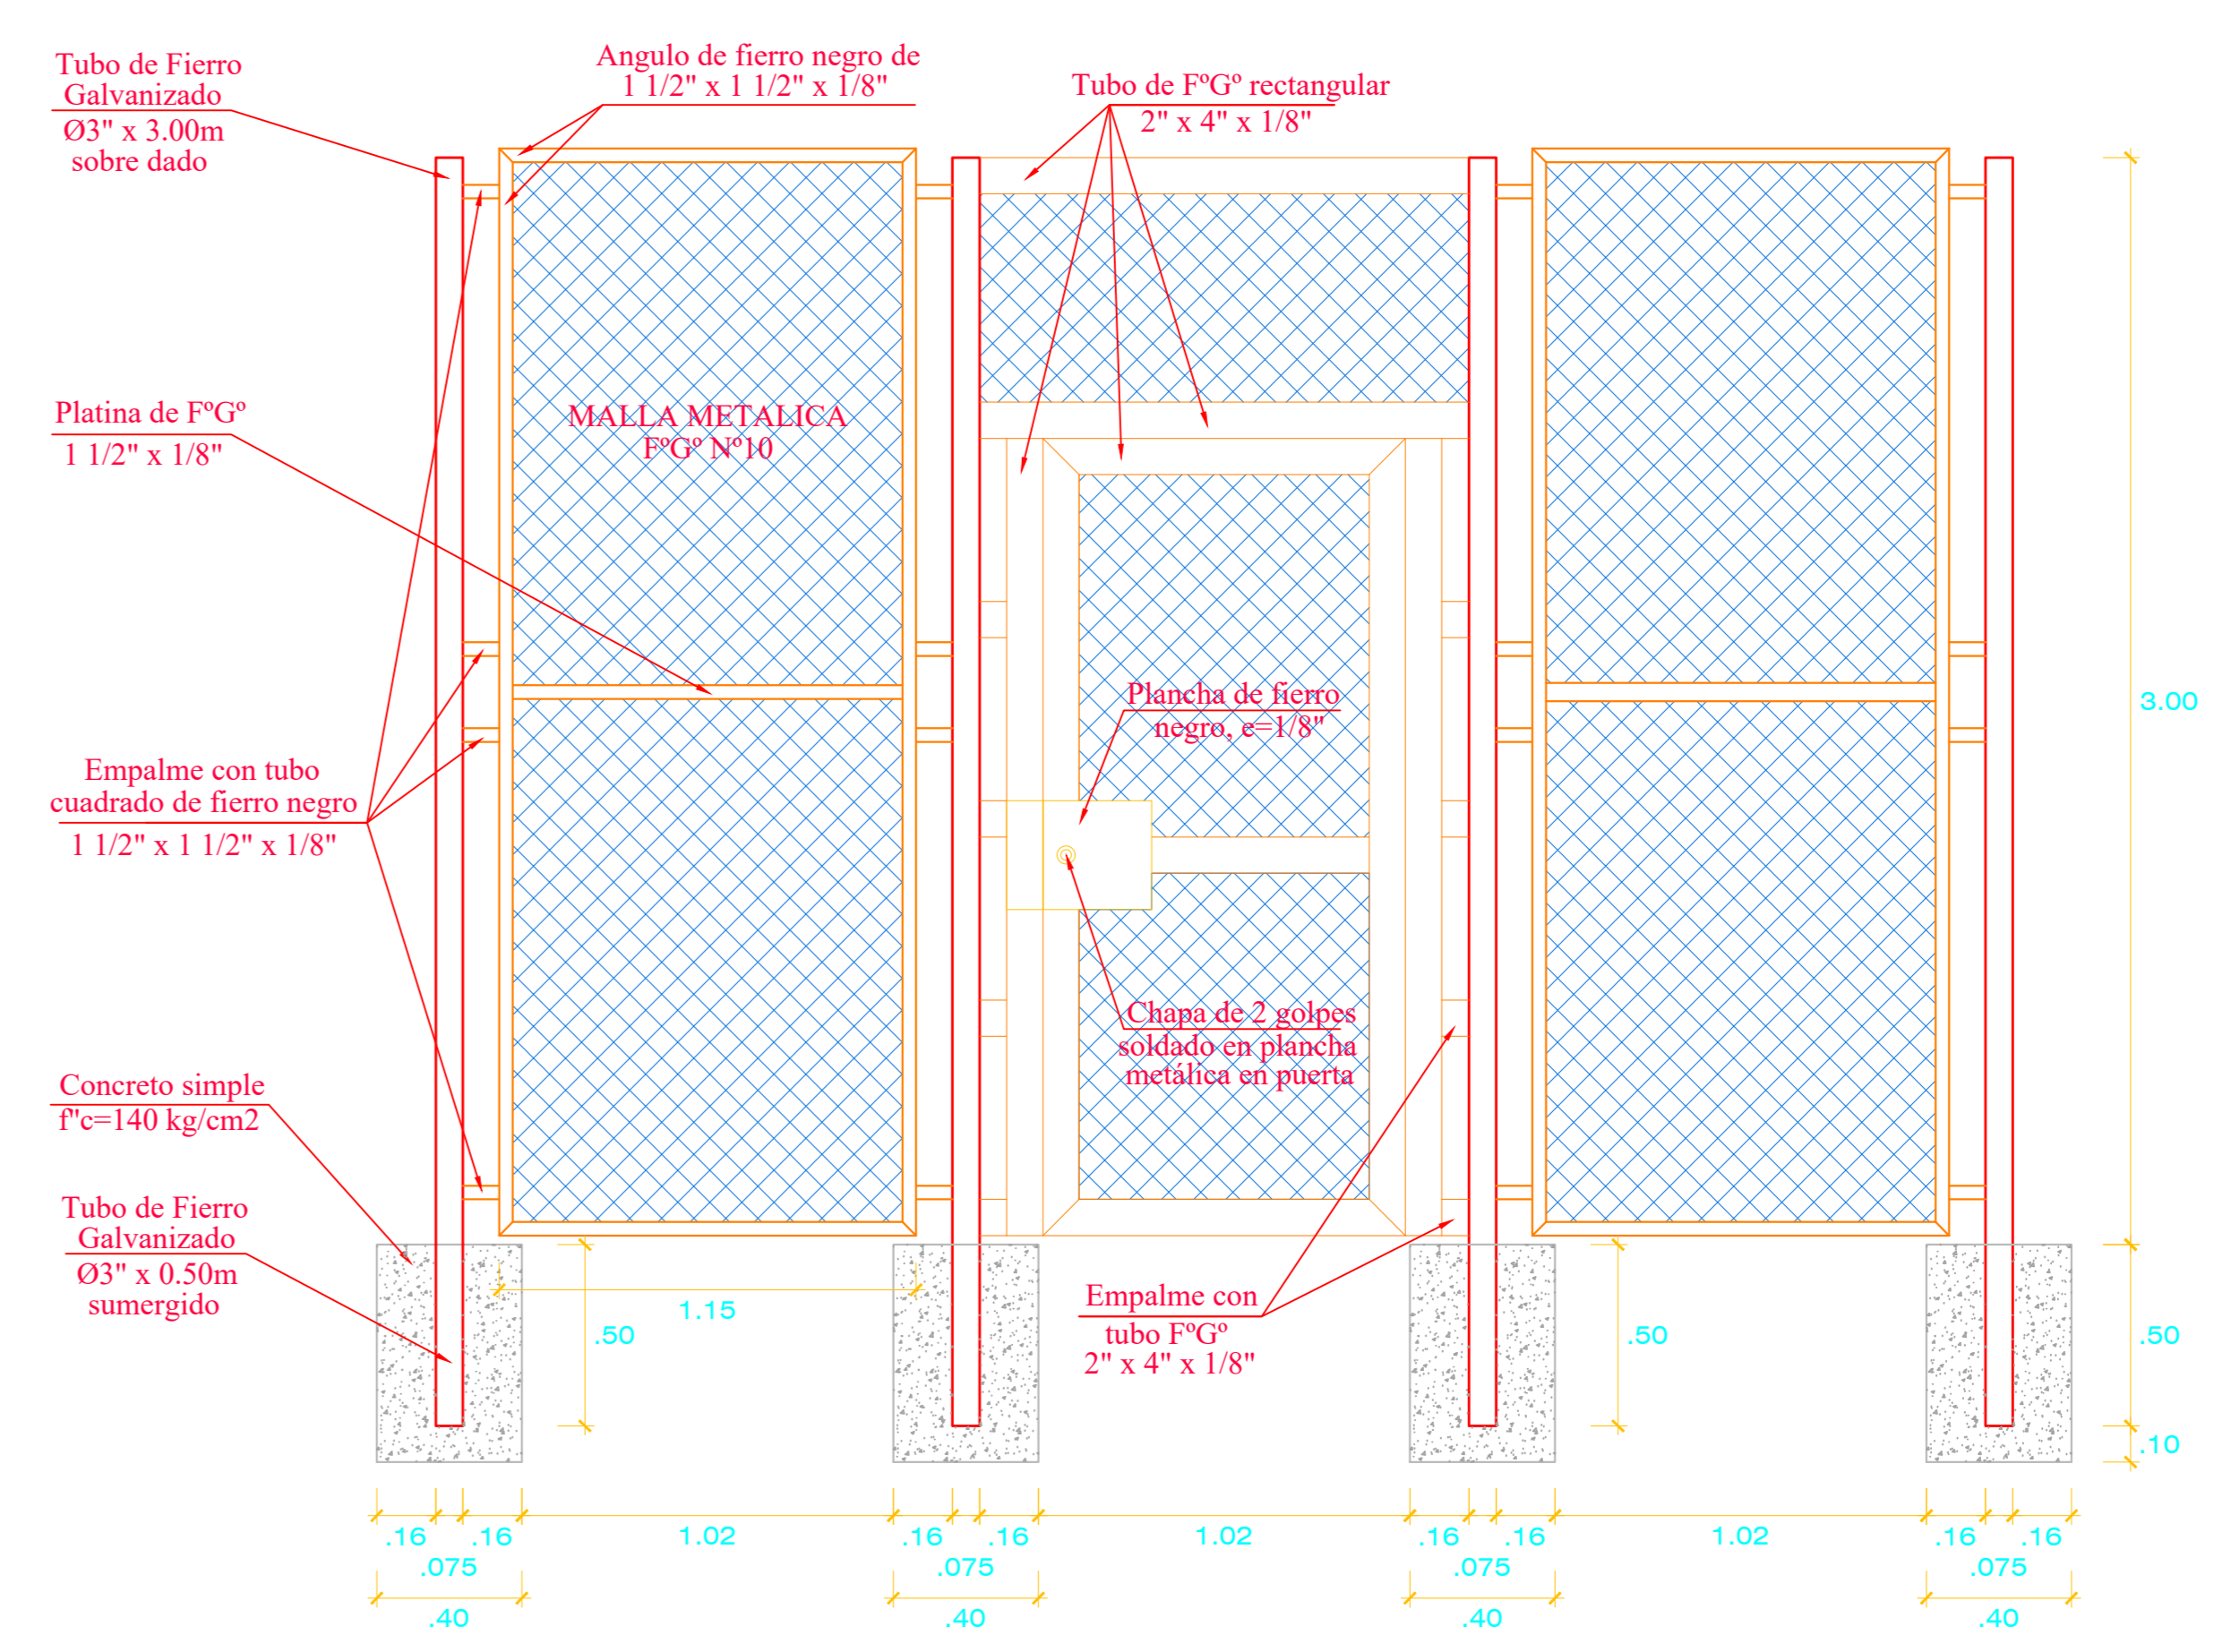 Tubo de Fierro
Galvanizado
Ø3" x 3.00m
sobre dado
Angulo de fierro negro de
1 1/2" x 1 1/2" x 1/8"
Tubo de FºGº rectangular
2" x 4" x 1/8"
Platina de FºGº
1 1/2" x 1/8"
MALLA METALICA
FºGº Nº10
Plancha de fierro
negro, e=1/8"
3.00
Empalme con tubo
cuadrado de fierro negro
1 1/2" x 1 1/2" x 1/8"
Chapa de 2 golpes
soldado en plancha
metálica en puerta
Concreto simple
f"c=140 kg/cm2
Tubo de Fierro
Galvanizado
Ø3" x 0.50m
sumergido
Empalme con
tubo FºGº
2" x 4" x 1/8"
1.15
.50
.50
.50
.10
.16 .16 1.02 .16 .16 1.02 .16 .16 1.02 .16 .16
.075 .075 .075 .075
.40 .40 .40 .40